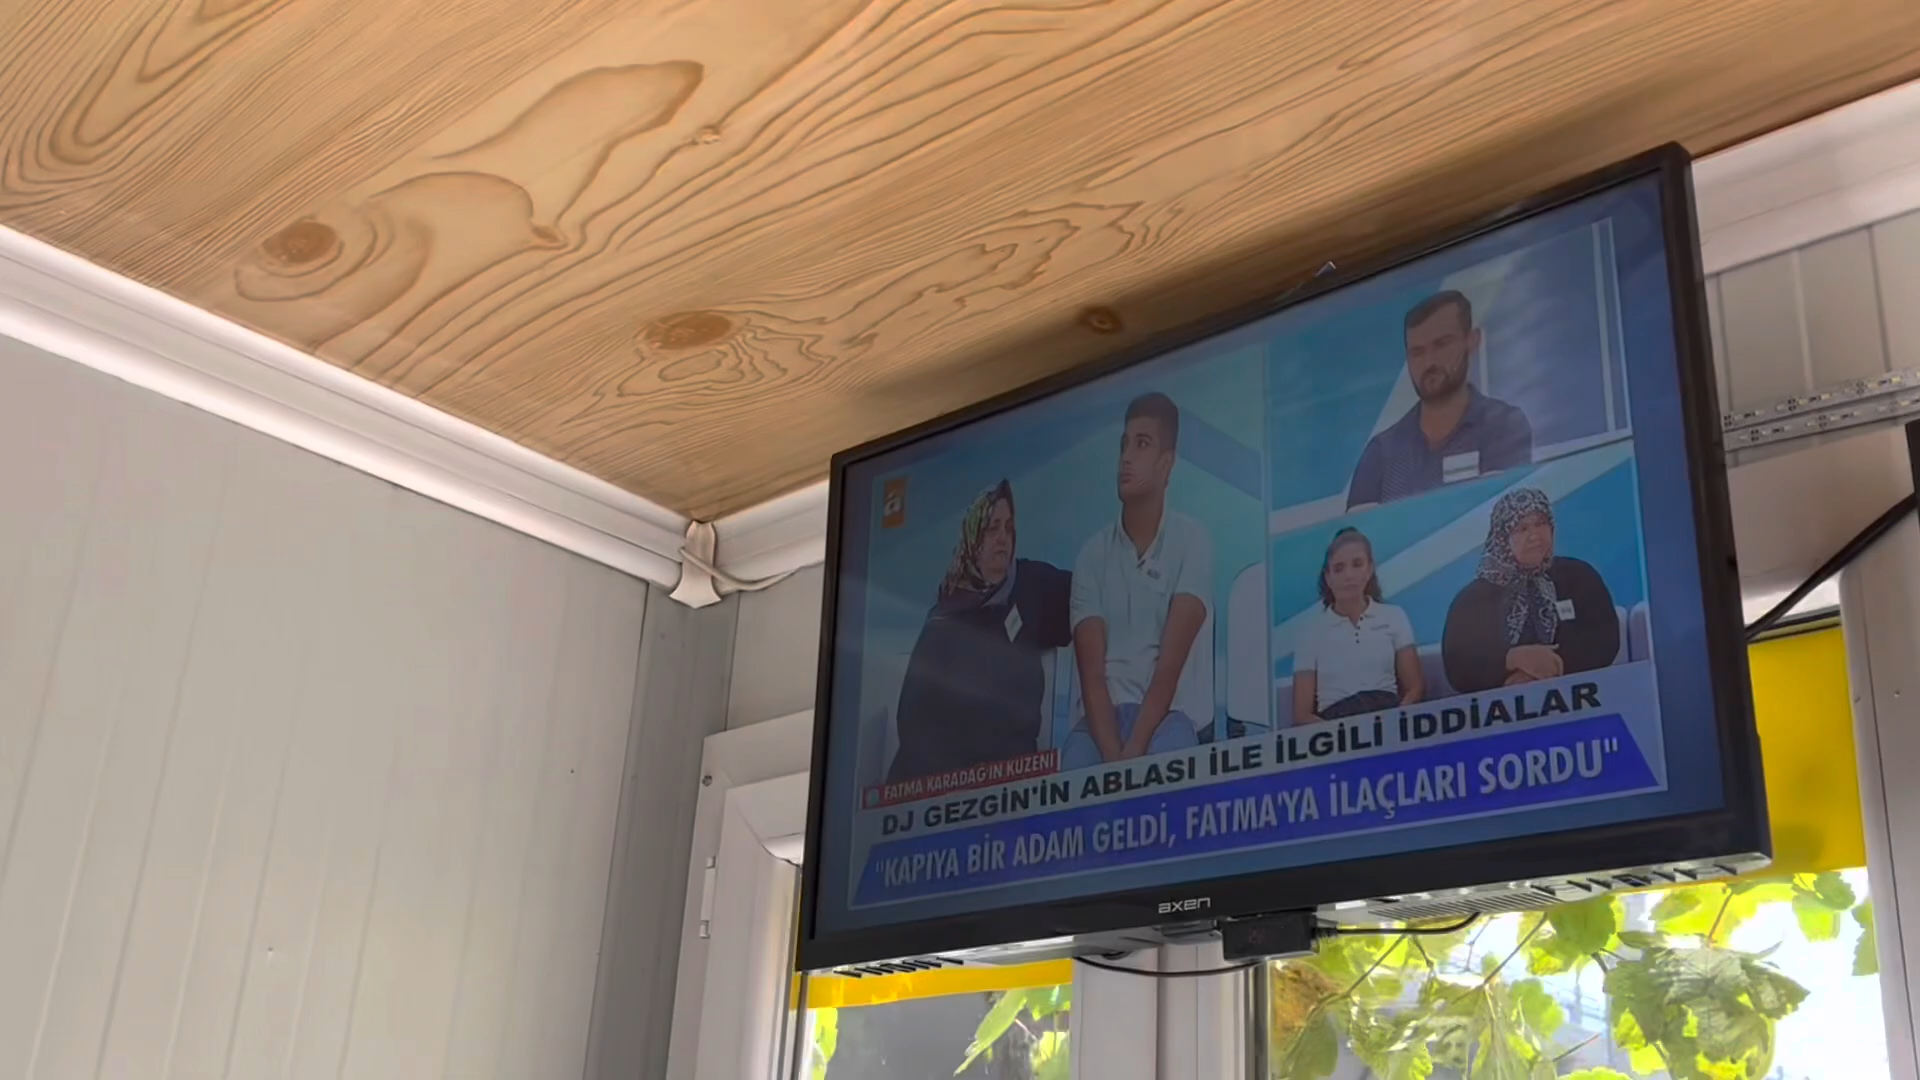 a
FATMA KARADAĞ'IN KUZENİ
DJ GEZGİN'İN ABLASI İLE İLGİLİ İDDİALAR
"KAPIYA BİR ADAM GELDİ, FATMA'YA İLAÇLARI SORDU"
axen